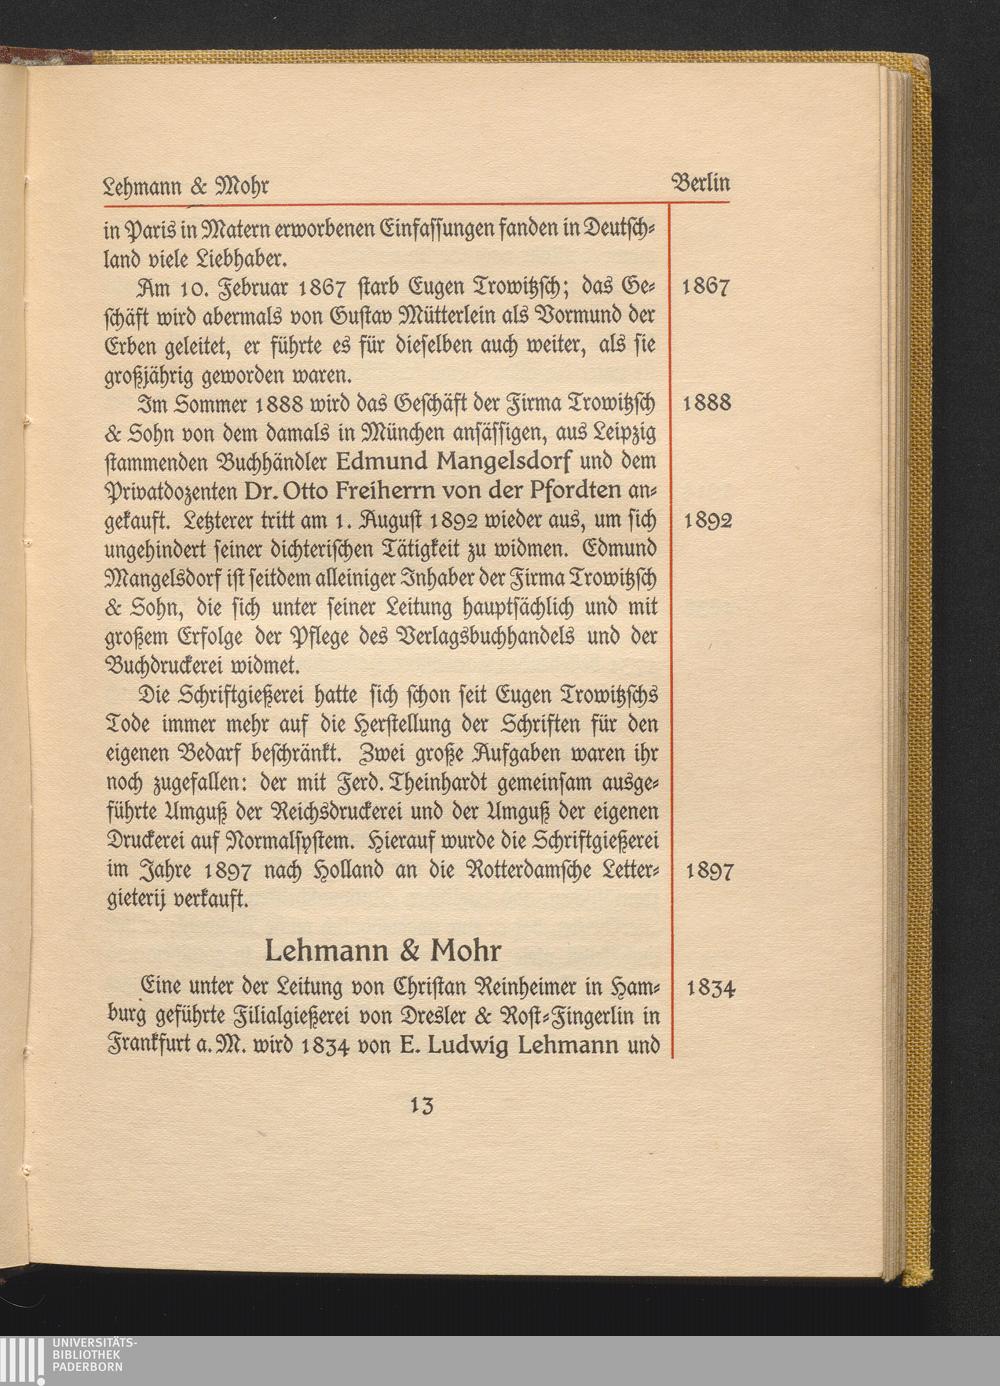 Lehmann & Mohr Berlin
in Paris in Matern erworbenen Einfassungen fanden in Deutsch-
land viele Liebhaber.
Am 10. Februar 1867 starb Eugen Trowitzsch; das Ge- 1867
schäft wird abermals von Gustav Mütterlein als Vormund der
Erben geleitet, er führte es für dieselben auch weiter, als sie
großjährig geworden waren.
Im Sommer 1888 wird das Geschäft der Firma Trowitzsch 1888
& Sohn von dem damals in München ansässigen, aus Leipzig
stammenden Buchhändler Edmund Mangelsdorf und dem
Privatdozenten Dr. Otto Freiherrn von der Pfordten an-
gekauft. Letzterer tritt am 1. August 1892 wieder aus, um sich 1892
ungehindert seiner dichterischen Tätigkeit zu widmen. Edmund
Mangelsdorf ist seitdem alleiniger Inhaber der Firma Trowitzsch
& Sohn, die sich unter seiner Leitung hauptsächlich und mit
großem Erfolge der Pflege des Verlagsbuchhandels und der
Buchdruckerei widmet.
Die Schriftgießerei hatte sich schon seit Eugen Trowitzschs
Tode immer mehr auf die Herstellung der Schriften für den
eigenen Bedarf beschränkt. Zwei große Aufgaben waren ihr
noch zugefallen: der mit Ferd. Theinhardt gemeinsam ausge-
führte Umguß der Reichsdruckerei und der Umguß der eigenen
Druckerei auf Normalsystem. Hierauf wurde die Schriftgießerei
im Jahre 1897 nach Holland an die Rotterdamsche Letter- 1897
gieterij verkauft.
Lehmann & Mohr
Eine unter der Leitung von Christan Reinheimer in Ham- 1834
burg geführte Filialgießerei von Dresler & Rost-Fingerlin in
Frankfurt a. M. wird 1834 von E. Ludwig Lehmann und
13
UNIVERSITÄTS-
BIBLIOTHEK
PADERBORN